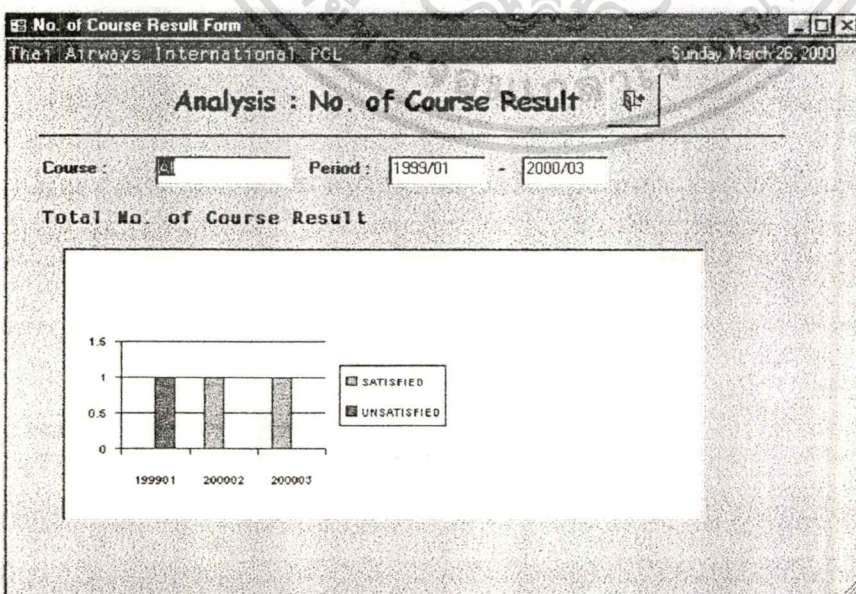 No. of Course Result Form
Thai Airways International PCL Sunday, March 26, 2000
Analysis : No. of Course Result
Course : Period : 1999/01 - 2000/03
Total No. of Course Result
1.5
1
0.5
0
199901 200002 200003
SATISFIED
UNSATISFIED